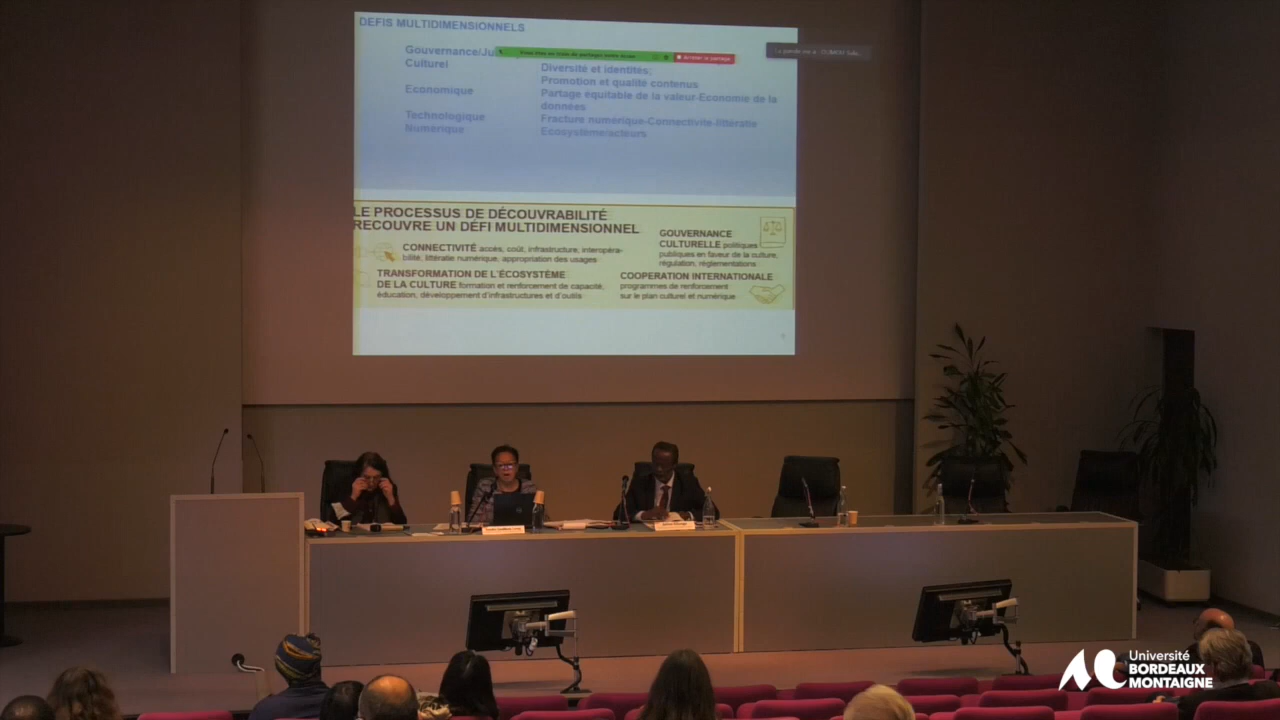 DEFIS MULTIDIMENSIONNELS
Gouvernance/Ju
Culturel
Diversité et identités;
Promotion et qualité contenus
Economique
Partage équitable de la valeur-Economie de la
données
Technologique
Fracture numérique-Connectivité-littératie
Numérique
Ecosystème/acteurs
LE PROCESSUS DE DÉCOUVRABILITÉ
RECOUVRE UN DÉFI MULTIDIMENSIONNEL
CONNECTIVITÉ accès, coût, infrastructure, interopéra-
bilité, littératie numérique, appropriation des usages
GOUVERNANCE
CULTURELLE politiques
publiques en faveur de la culture,
régulation, réglementations
TRANSFORMATION DE L'ÉCOSYSTÈME
DE LA CULTURE formation et renforcement de capacité,
éducation, développement d'infrastructures et d'outils
COOPERATION INTERNATIONALE
programmes de renforcement
sur le plan culturel et numérique
Université
BORDEAUX
MONTAIGNE